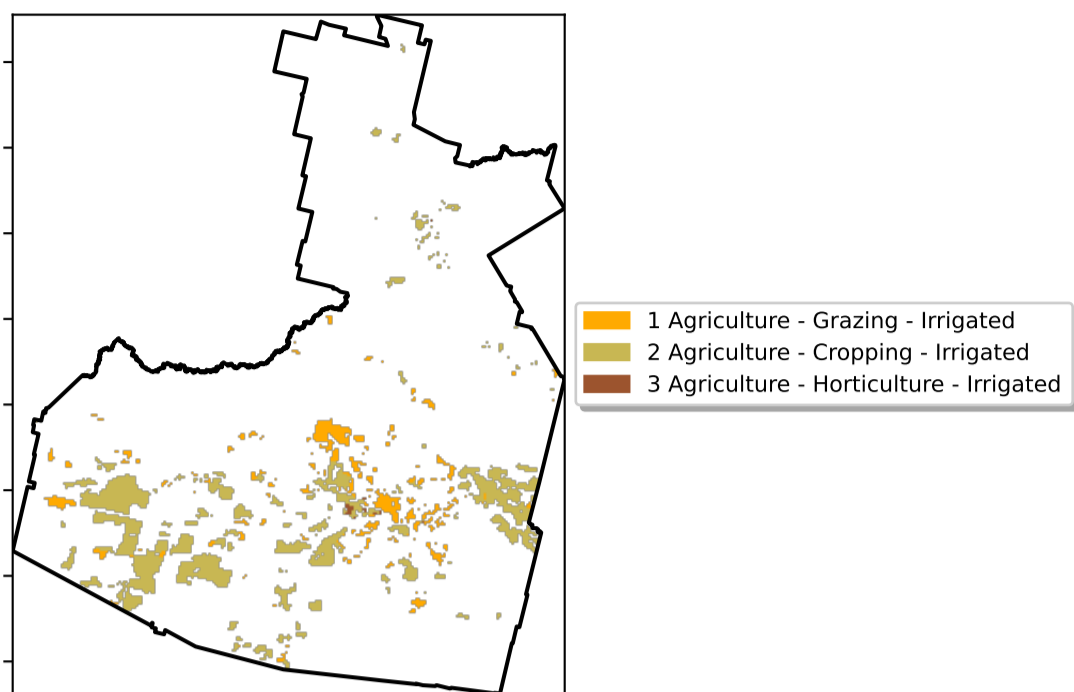 1 Agriculture - Grazing - Irrigated
2 Agriculture - Cropping - Irrigated
3 Agriculture - Horticulture - Irrigated